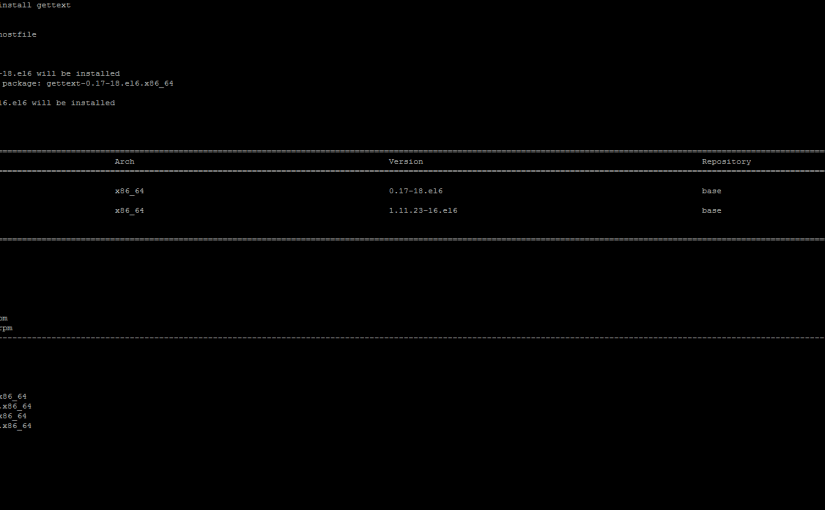 install gettext
hostfile
-18.el6 will be installed
package: gettext-0.17-18.el6.x86_64
16.el6 will be installed
================================================================================
Arch Version Repository
================================================================================
x86_64 0.17-18.el6 base
x86_64 1.11.23-16.el6 base
================================================================================
pm
rpm
--------------------------------------------------------------------------------
x86_64
.x86_64
x86_64
.x86_64